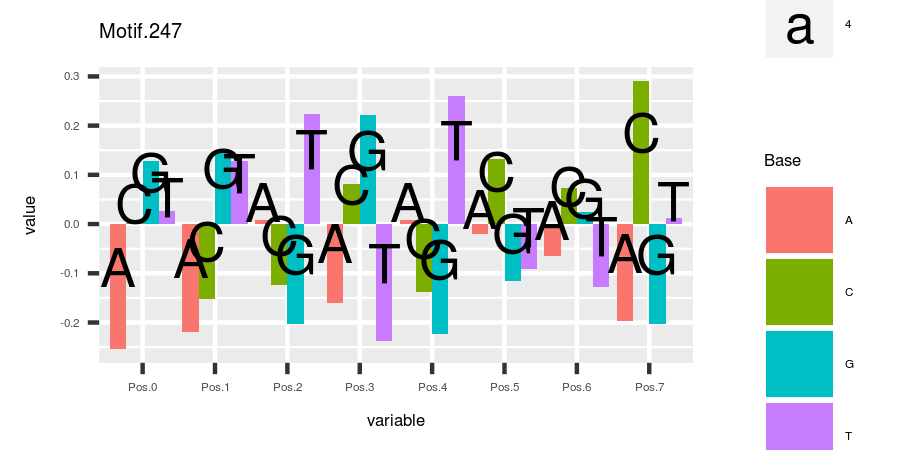 Motif.247
a 4
0.3
0.2
0.1
0.0
-0.1
-0.2
value
A C G T A C G T A C G T A C G T A C G T A C G T A C G T A C G T
Pos.0 Pos.1 Pos.2 Pos.3 Pos.4 Pos.5 Pos.6 Pos.7
variable
Base
A
C
G
T